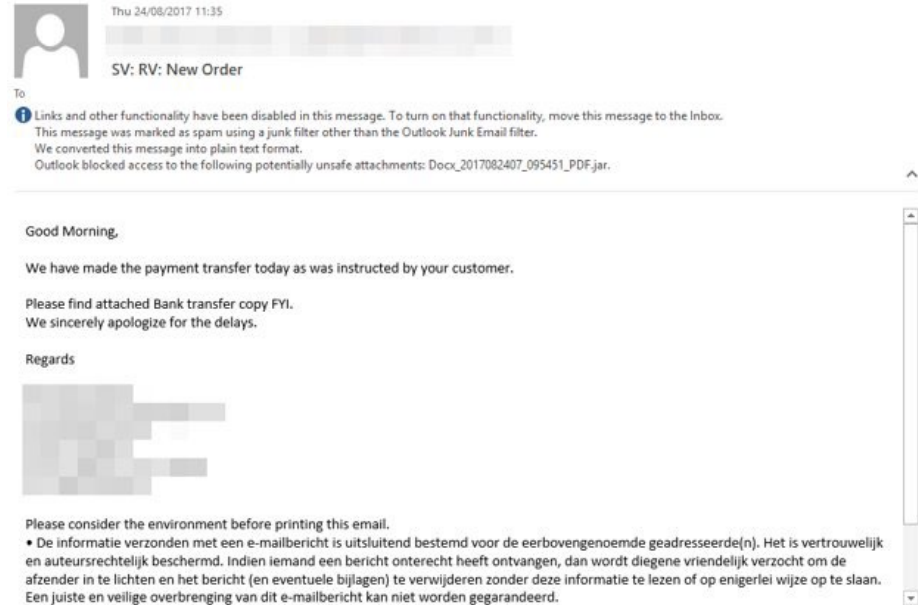 Thu 24/08/2017 11:35
SV: RV: New Order
To
Links and other functionality have been disabled in this message. To turn on that functionality, move this message to the Inbox.
This message was marked as spam using a junk filter other than the Outlook Junk Email filter.
We converted this message into plain text format.
Outlook blocked access to the following potentially unsafe attachments: Docx_2017082407_095451_PDF.jar.
Good Morning,
We have made the payment transfer today as was instructed by your customer.
Please find attached Bank transfer copy FYI.
We sincerely apologize for the delays.
Regards
Please consider the environment before printing this email.
• De informatie verzonden met een e-mailbericht is uitsluitend bestemd voor de eerbovengenoemde geadresseerde(n). Het is vertrouwelijk
en auteursrechtelijk beschermd. Indien iemand een bericht onterecht heeft ontvangen, dan wordt diegene vriendelijk verzocht om de
afzender in te lichten en het bericht (en eventuele bijlagen) te verwijderen zonder deze informatie te lezen of op enigerlei wijze op te slaan.
Een juiste en veilige overbrenging van dit e-mailbericht kan niet worden gegarandeerd.